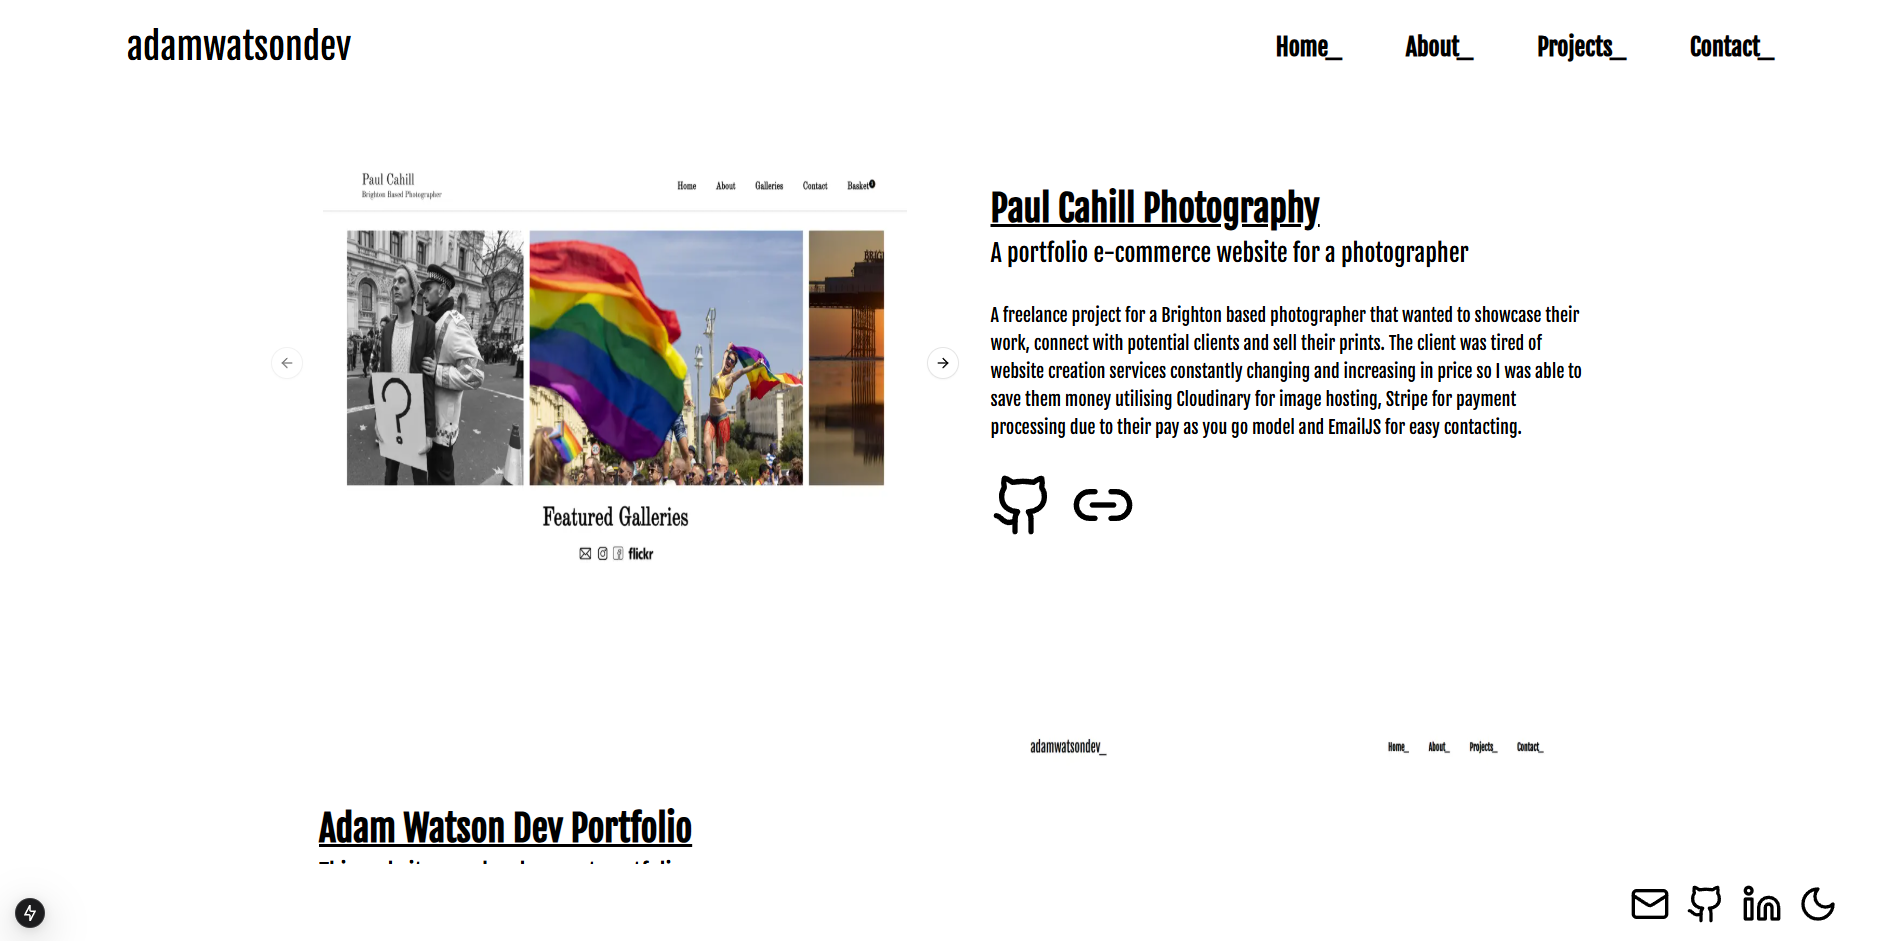 adamwatsondev
Home_ About_ Projects_ Contact_
Paul Cahill
Brighton Based Photographer
Home About Galleries Contact Basket
?
Featured Galleries
flickr
Paul Cahill Photography
A portfolio e-commerce website for a photographer
A freelance project for a Brighton based photographer that wanted to showcase their
work, connect with potential clients and sell their prints. The client was tired of
website creation services constantly changing and increasing in price so I was able to
save them money utilising Cloudinary for image hosting, Stripe for payment
processing due to their pay as you go model and EmailJS for easy contacting.
adamwatsondev_
Home_ About_ Projects_ Contact_
Adam Watson Dev Portfolio